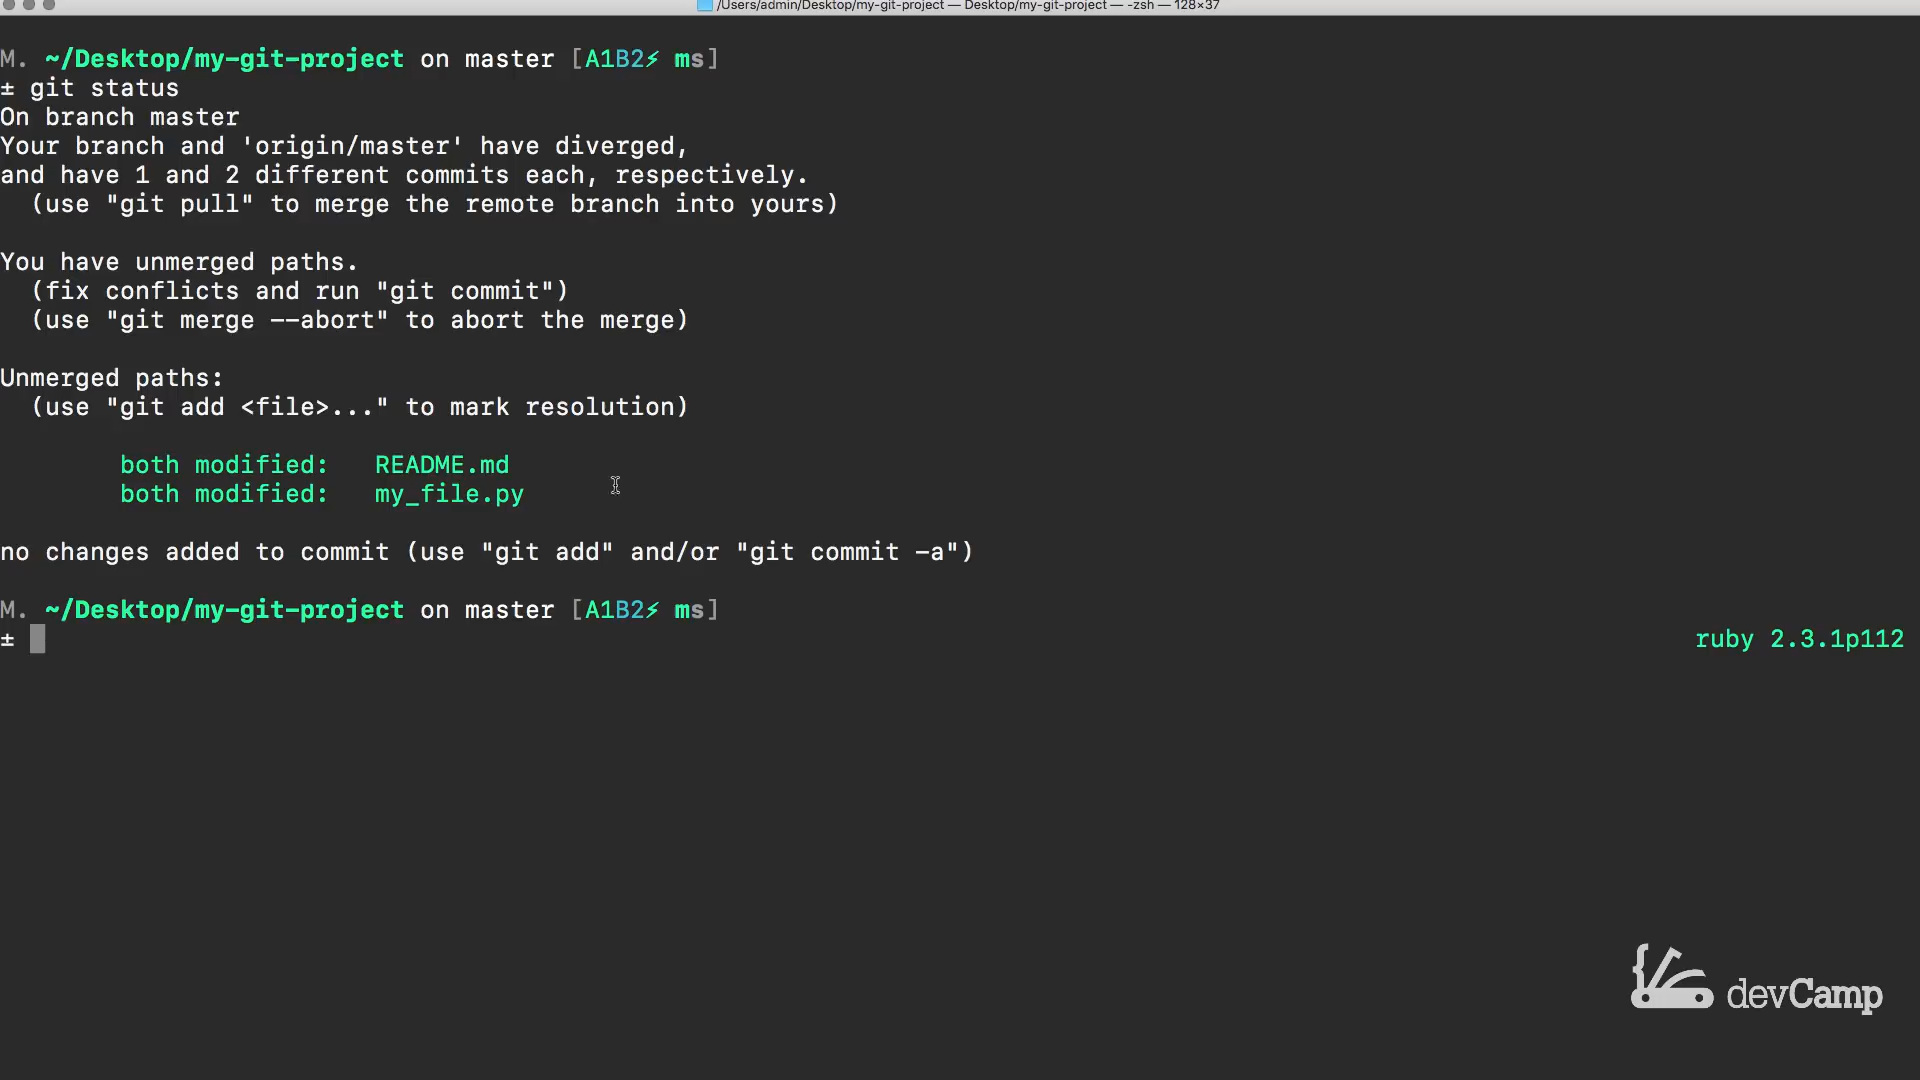 /Users/admin/Desktop/my-git-project — Desktop/my-git-project — -zsh — 128×37
M. ~/Desktop/my-git-project on master [A1B2⚡ ms]
± git status
On branch master
Your branch and 'origin/master' have diverged,
and have 1 and 2 different commits each, respectively.
  (use "git pull" to merge the remote branch into yours)
You have unmerged paths.
  (fix conflicts and run "git commit")
  (use "git merge --abort" to abort the merge)
Unmerged paths:
  (use "git add <file>..." to mark resolution)
        both modified:   README.md
        both modified:   my_file.py
no changes added to commit (use "git add" and/or "git commit -a")
M. ~/Desktop/my-git-project on master [A1B2⚡ ms]
± ruby 2.3.1p112
devCamp